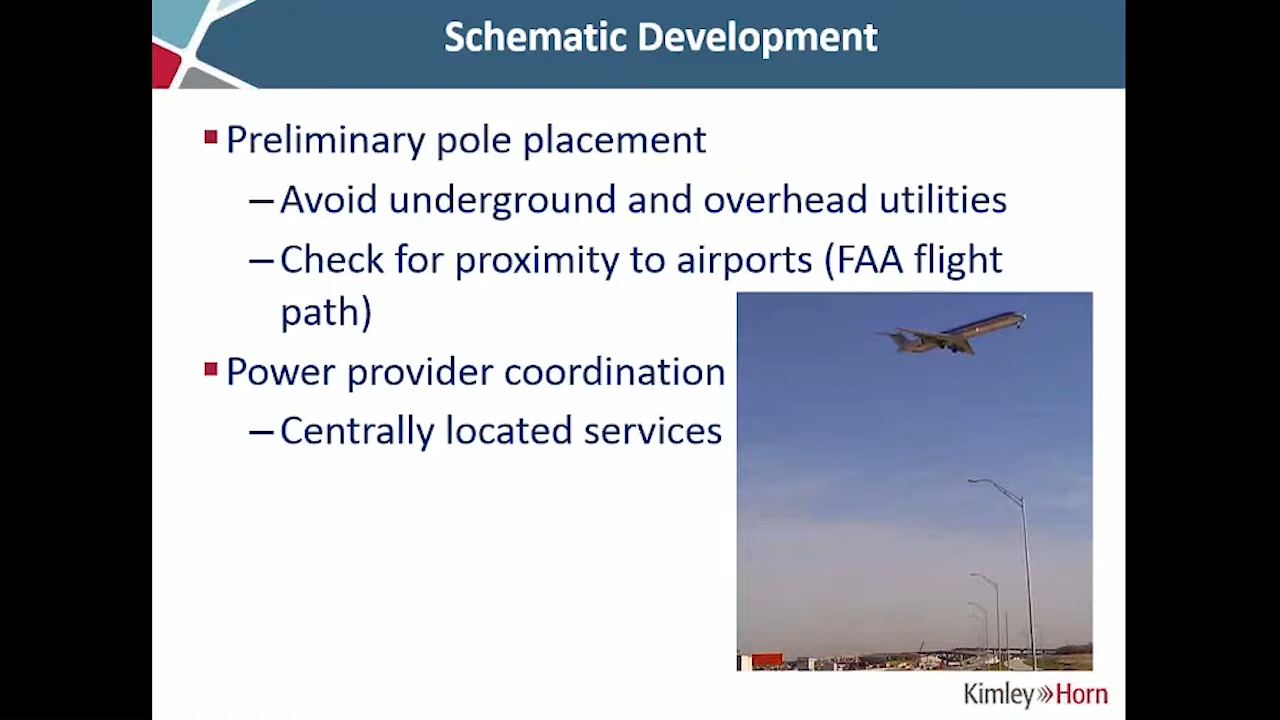 Schematic Development
Preliminary pole placement
–Avoid underground and overhead utilities
–Check for proximity to airports (FAA flight
path)
Power provider coordination
–Centrally located services
Kimley»Horn